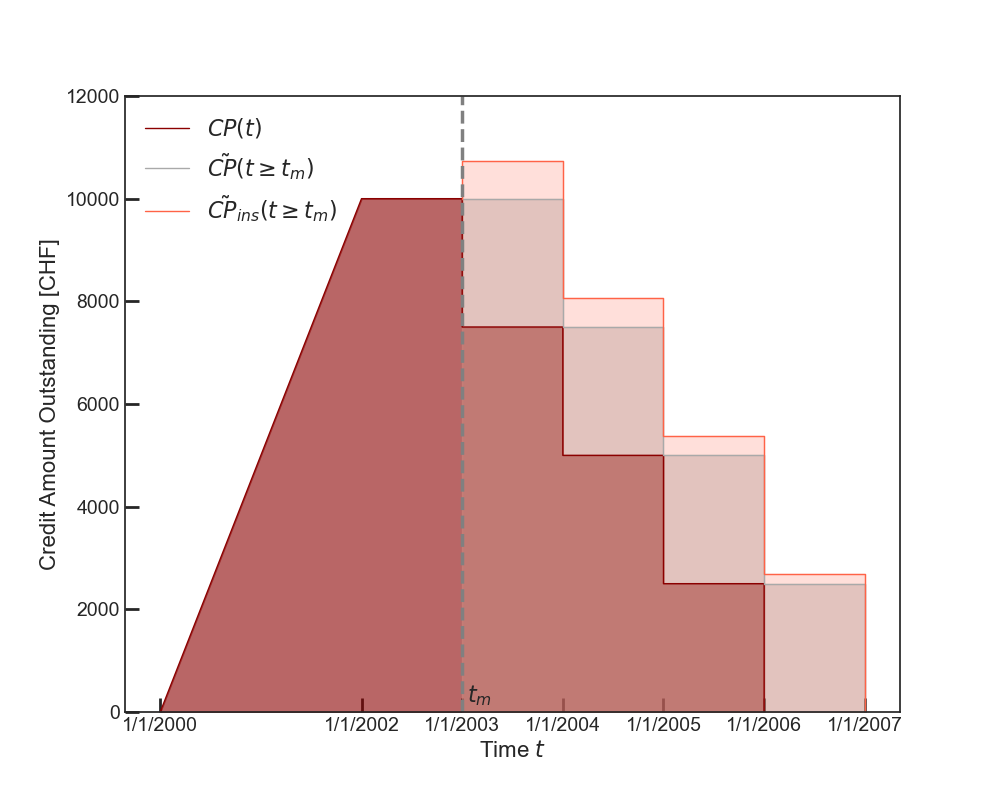 12000
10000
8000
6000
4000
2000
0
Credit Amount Outstanding [CHF]
CP(t)
C̃P(t ≥ tₘ)
C̃Pᵢₙₛ(t ≥ tₘ)
tₘ
1/1/2000 1/1/2002 1/1/2003 1/1/2004 1/1/2005 1/1/2006 1/1/2007
Time t